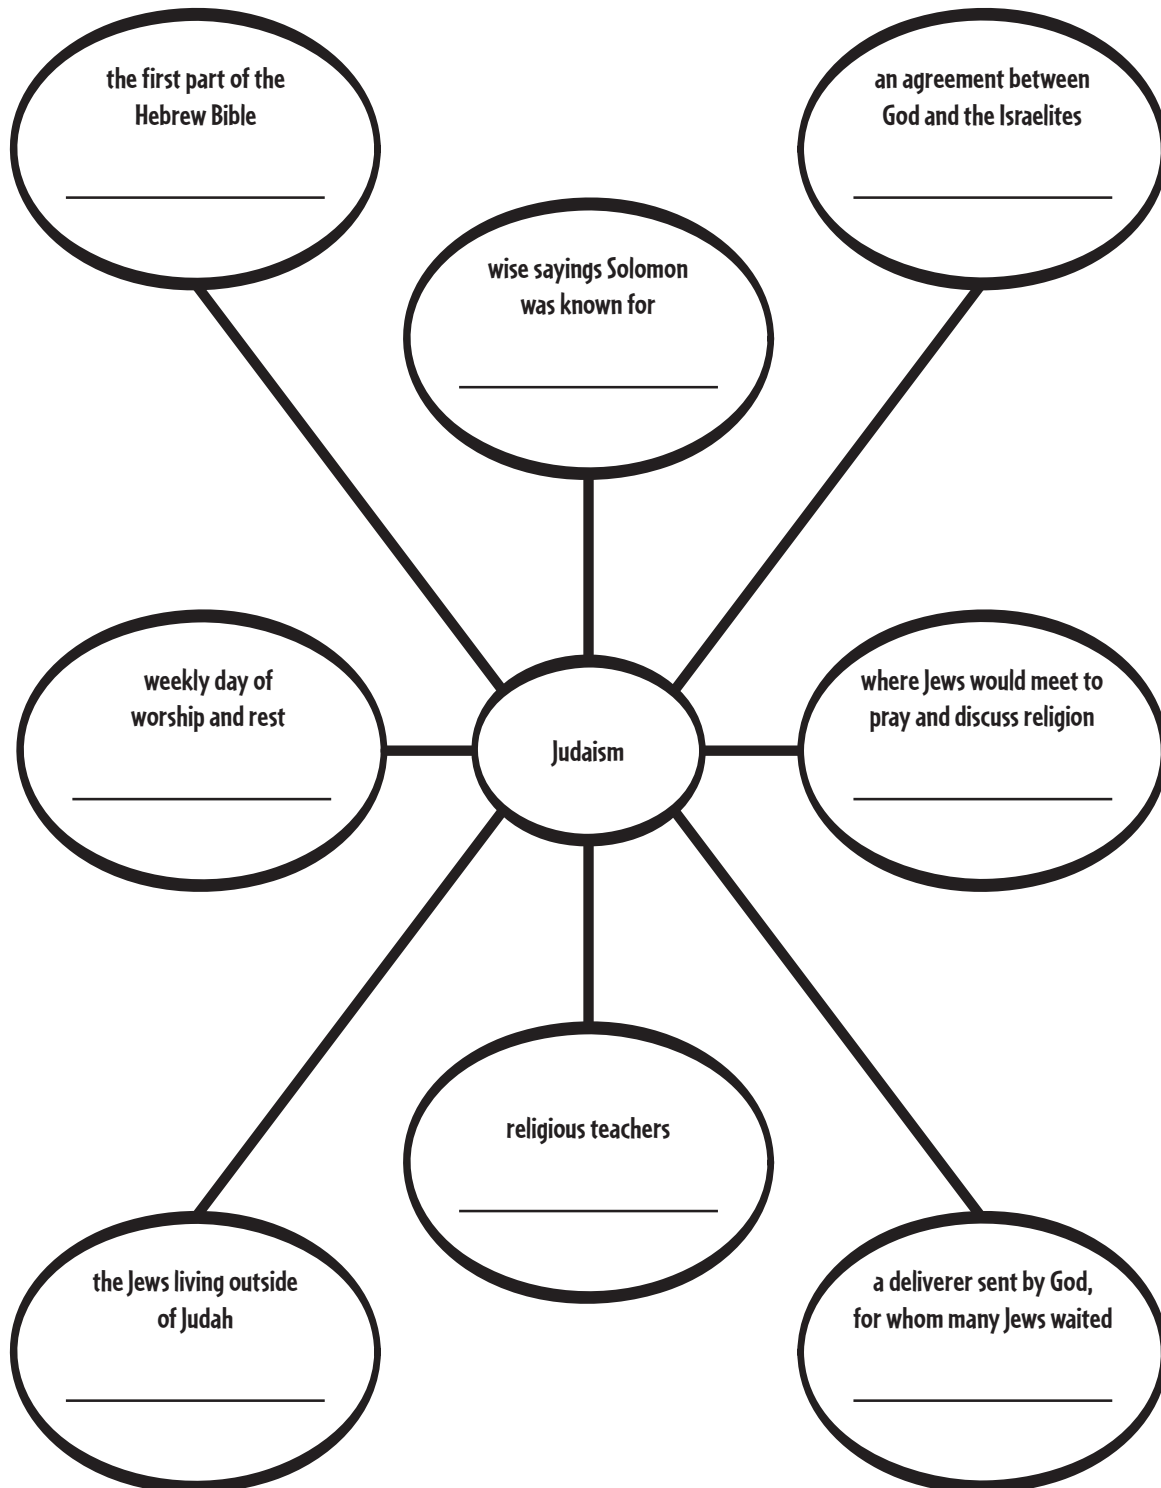 the first part of the
Hebrew Bible
an agreement between
God and the Israelites
wise sayings Solomon
was known for
weekly day of
worship and rest
Judaism
where Jews would meet to
pray and discuss religion
religious teachers
the Jews living outside
of Judah
a deliverer sent by God,
for whom many Jews waited